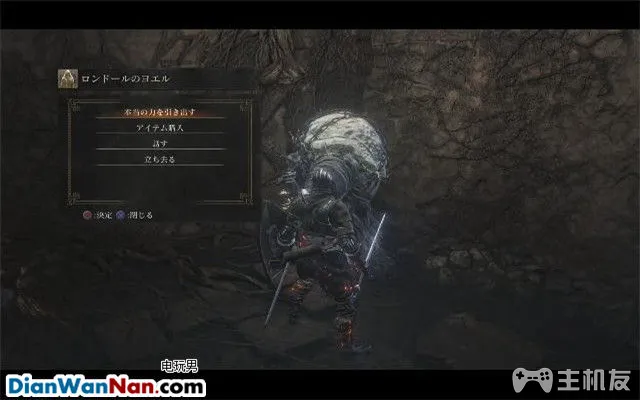 ロンドールのヨエル
本当の力を引き出す
アイテム購入
話す
立ち去る
:決定 :閉じる
电玩男
DianWanNan.com
主机友